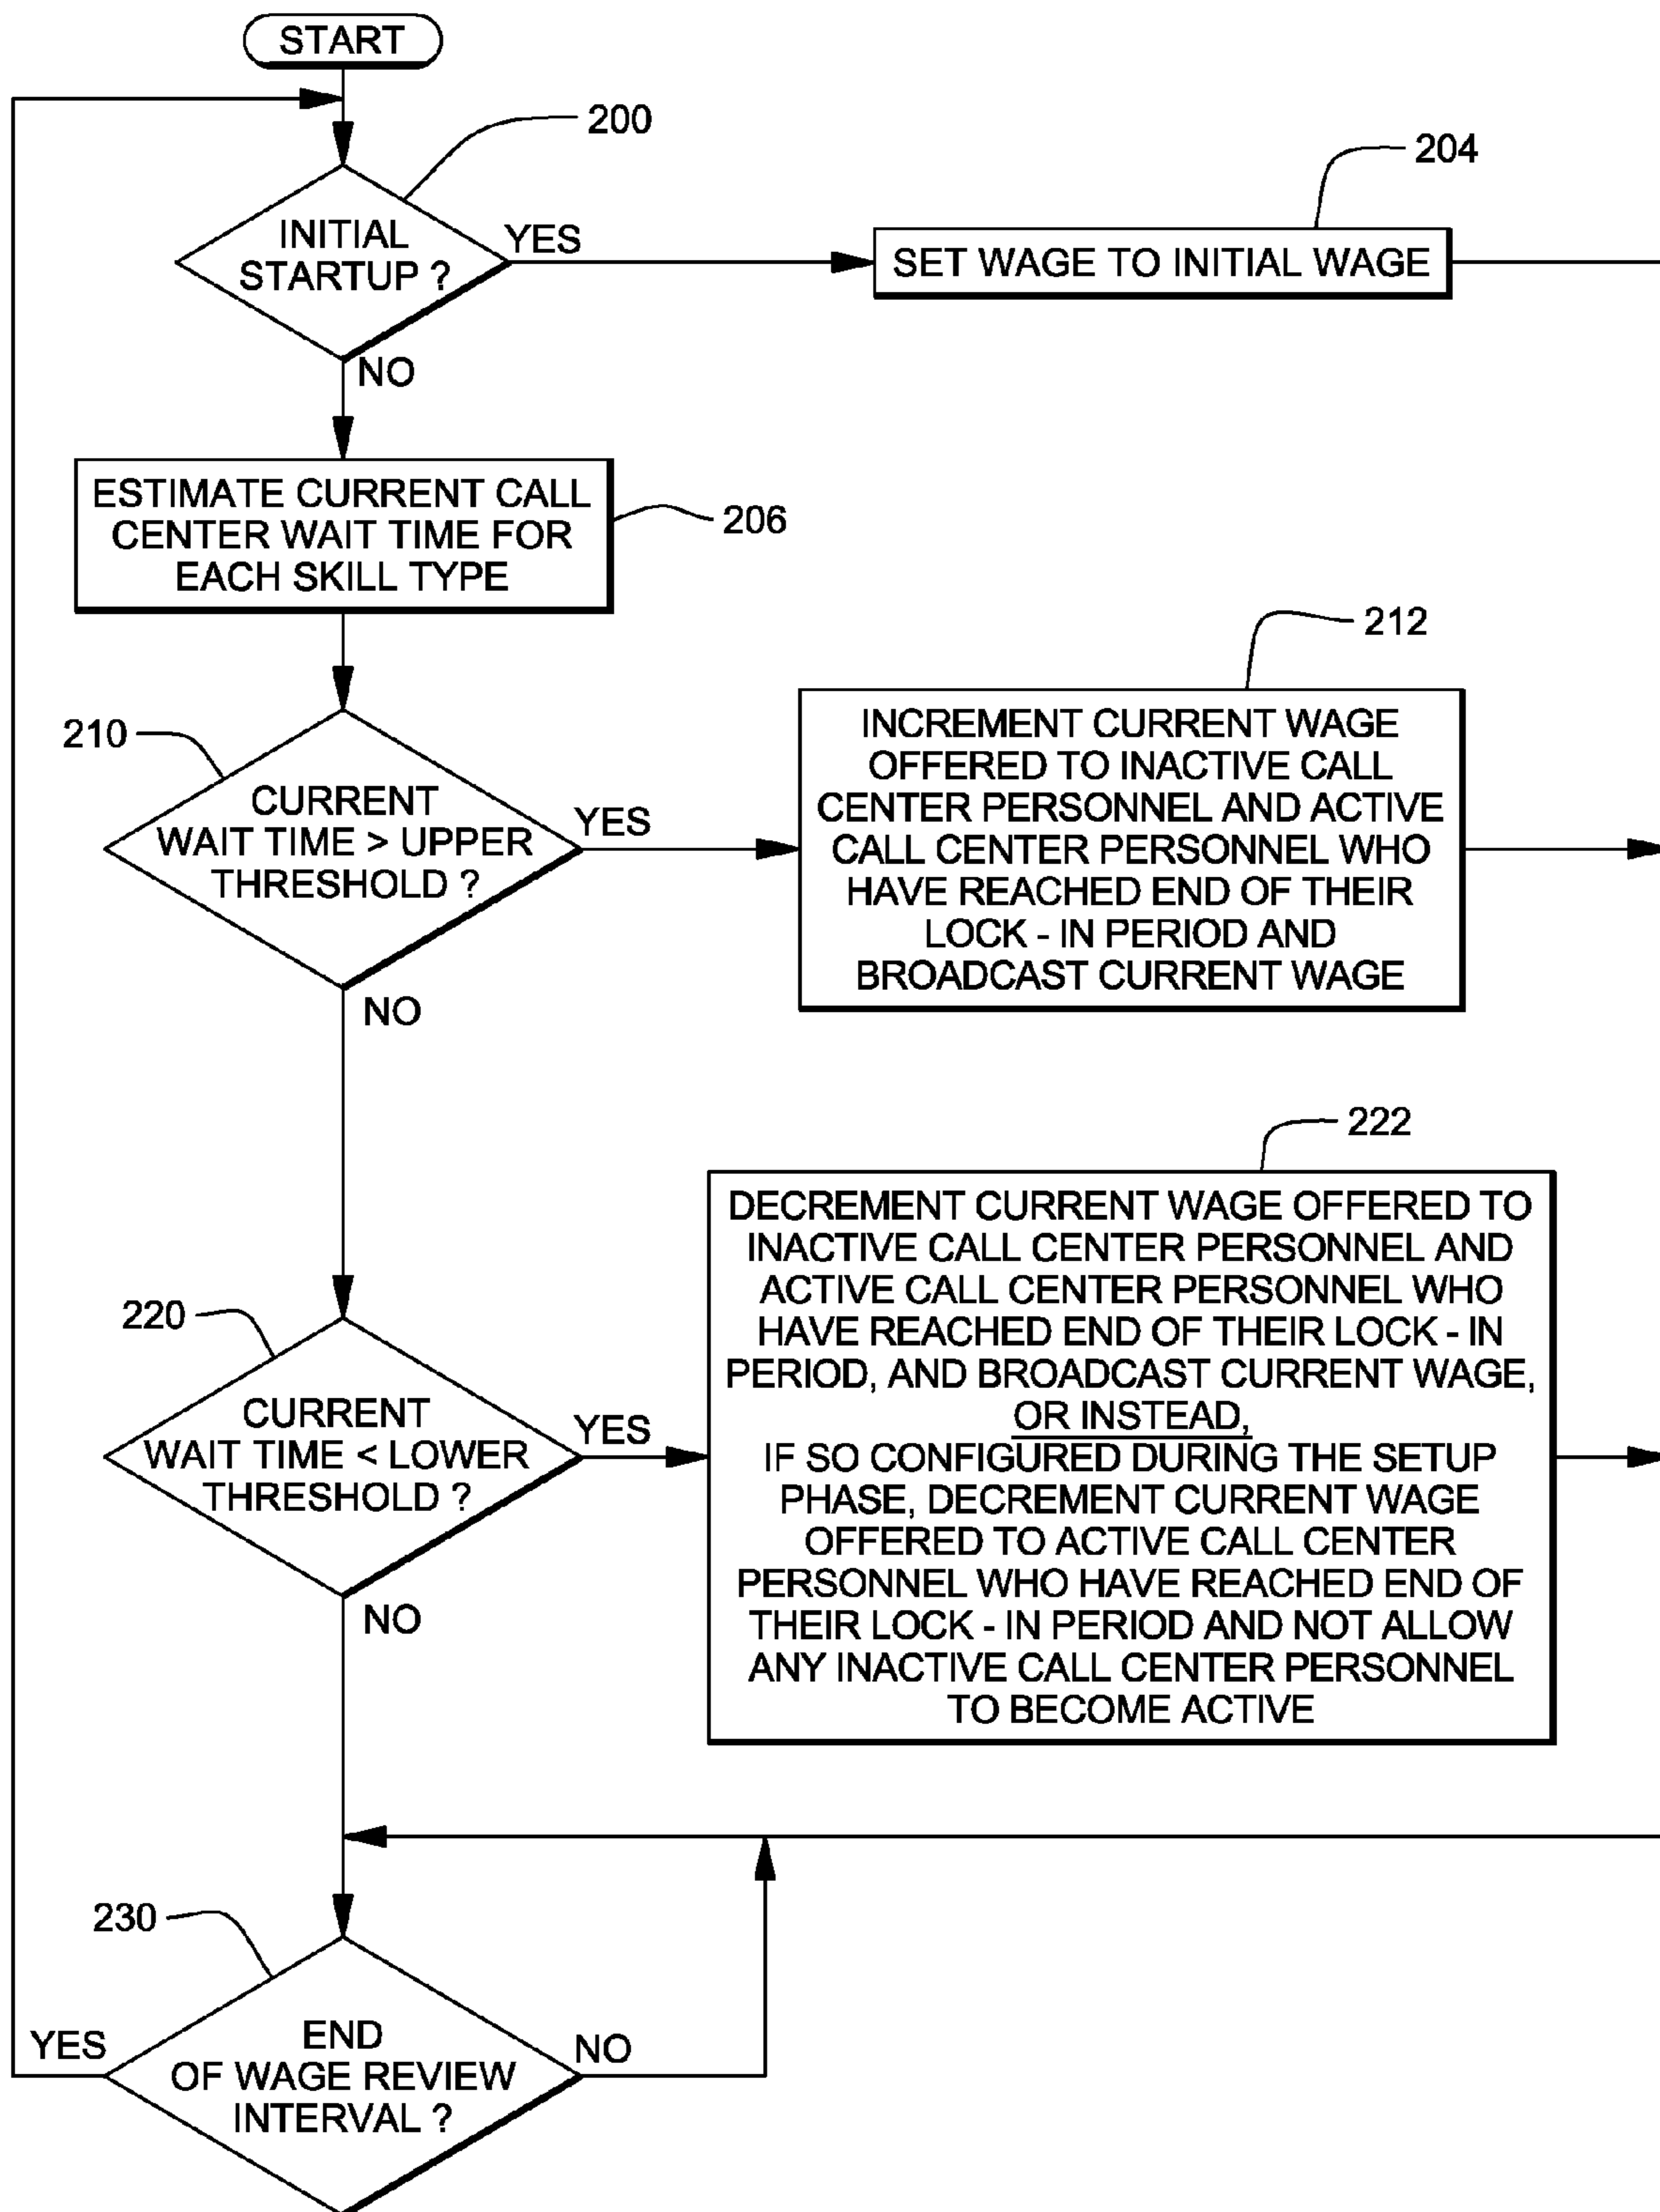 START
200
204
INITIAL
STARTUP ?
YES
SET WAGE TO INITIAL WAGE
NO
ESTIMATE CURRENT CALL
CENTER WAIT TIME FOR
EACH SKILL TYPE
206
212
210
CURRENT
WAIT TIME > UPPER
THRESHOLD ?
YES
INCREMENT CURRENT WAGE
OFFERED TO INACTIVE CALL
CENTER PERSONNEL AND ACTIVE
CALL CENTER PERSONNEL WHO
HAVE REACHED END OF THEIR
LOCK - IN PERIOD AND
BROADCAST CURRENT WAGE
NO
222
220
CURRENT
WAIT TIME < LOWER
THRESHOLD ?
YES
DECREMENT CURRENT WAGE OFFERED TO
INACTIVE CALL CENTER PERSONNEL AND
ACTIVE CALL CENTER PERSONNEL WHO
HAVE REACHED END OF THEIR LOCK - IN
PERIOD, AND BROADCAST CURRENT WAGE,
OR INSTEAD,
IF SO CONFIGURED DURING THE SETUP
PHASE, DECREMENT CURRENT WAGE
OFFERED TO ACTIVE CALL CENTER
PERSONNEL WHO HAVE REACHED END OF
THEIR LOCK - IN PERIOD AND NOT ALLOW
ANY INACTIVE CALL CENTER PERSONNEL
TO BECOME ACTIVE
NO
230
YES
END
OF WAGE REVIEW
INTERVAL ?
NO